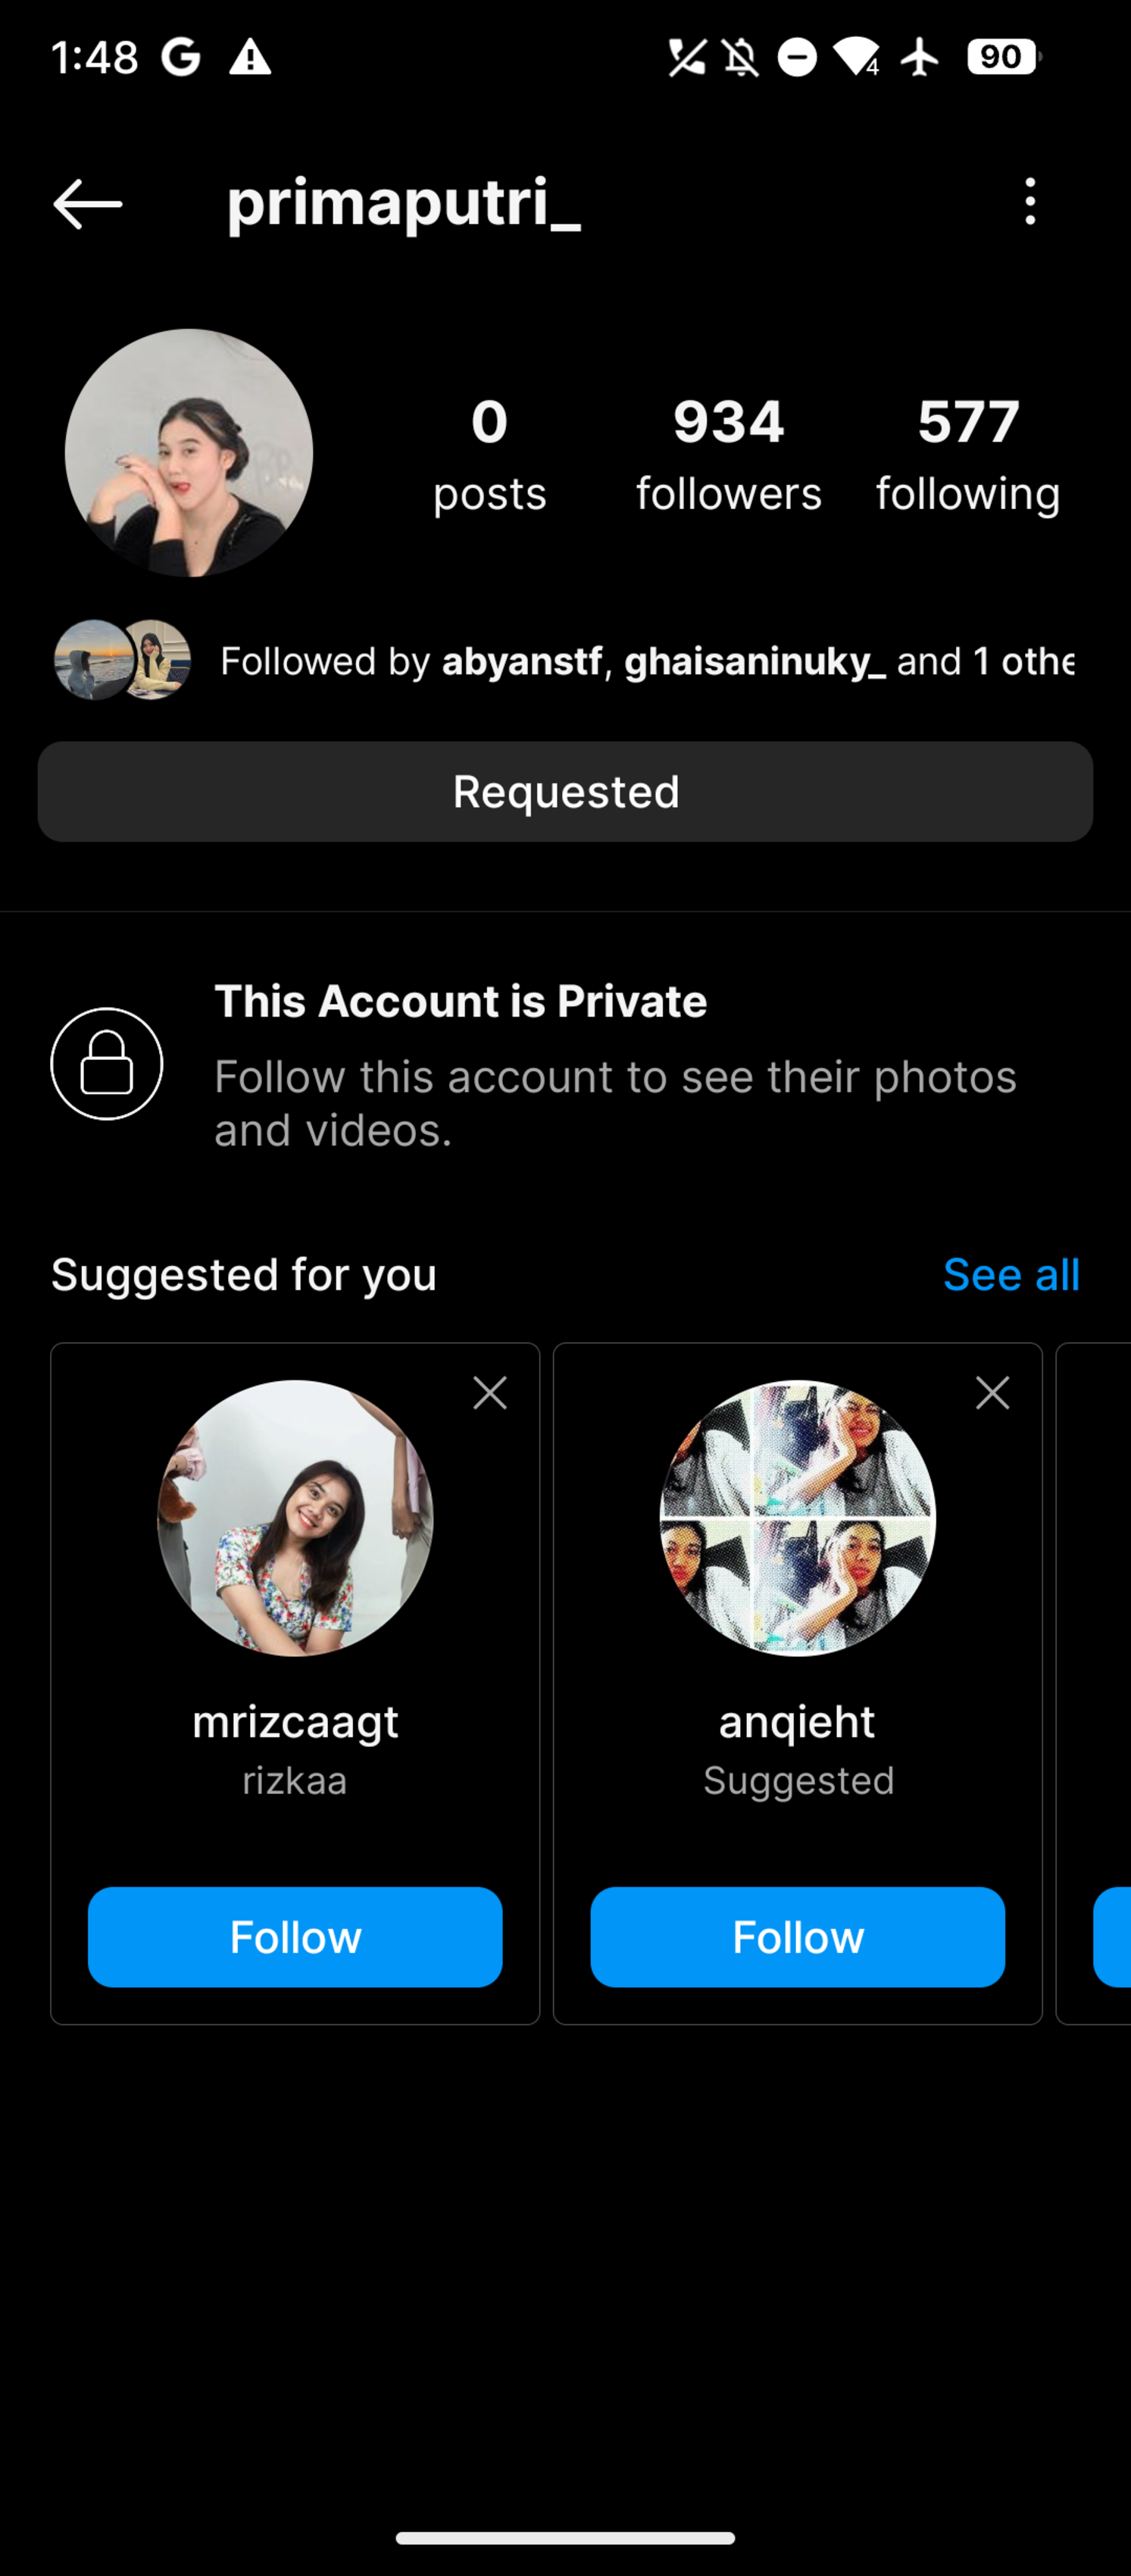 1:48
4
90
primaputri_
0
posts
934
followers
577
following
Followed by abyanstf, ghaisaninuky_ and 1 othe
Requested
This Account is Private
Follow this account to see their photos
and videos.
Suggested for you
See all
mrizcaagt
rizkaa
Follow
anqieht
Suggested
Follow